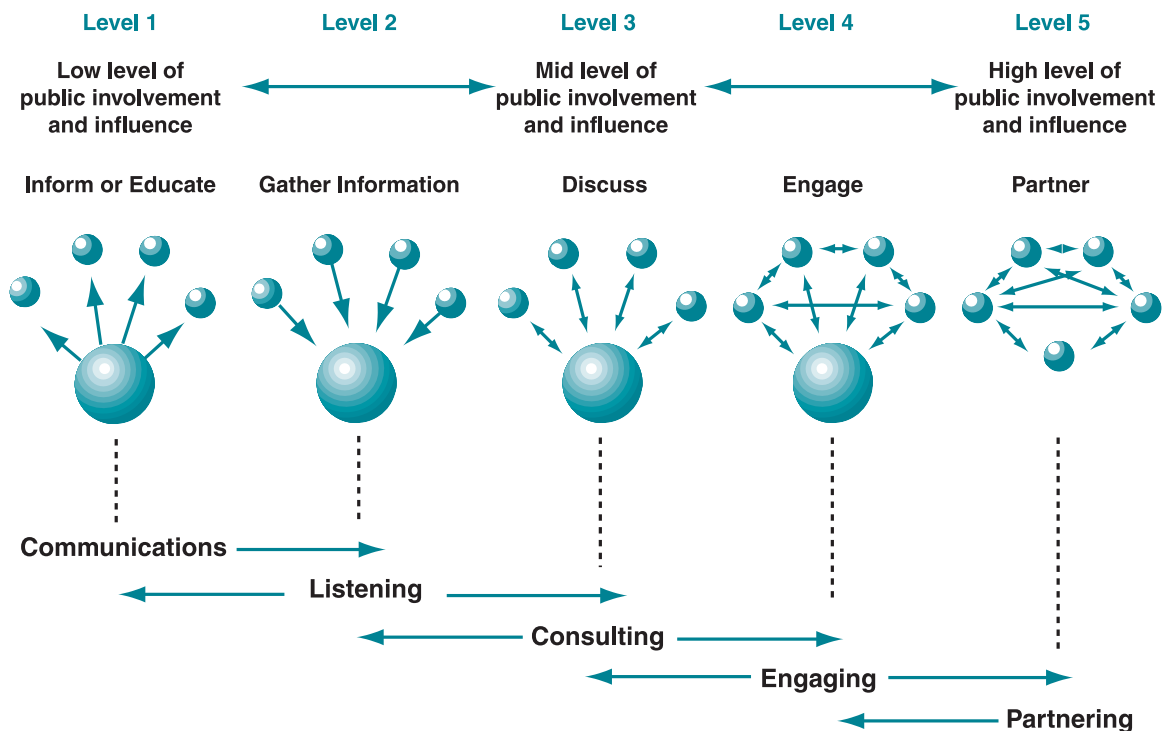 Level 1
Level 2
Level 3
Level 4
Level 5
Low level of
public involvement
and influence
Mid level of
public involvement
and influence
High level of
public involvement
and influence
Inform or Educate
Gather Information
Discuss
Engage
Partner
Communications
Listening
Consulting
Engaging
Partnering